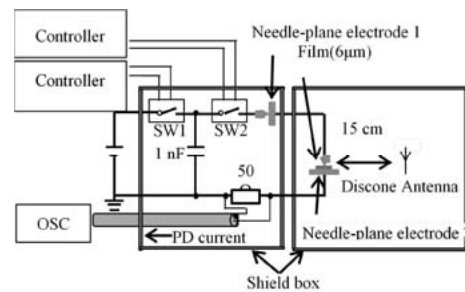 Controller
Controller
Needle-plane electrode 1
Film(6μm)
SW1
SW2
1 nF
15 cm
50
Discone Antenna
OSC
PD current
Needle-plane electrode
Shield box